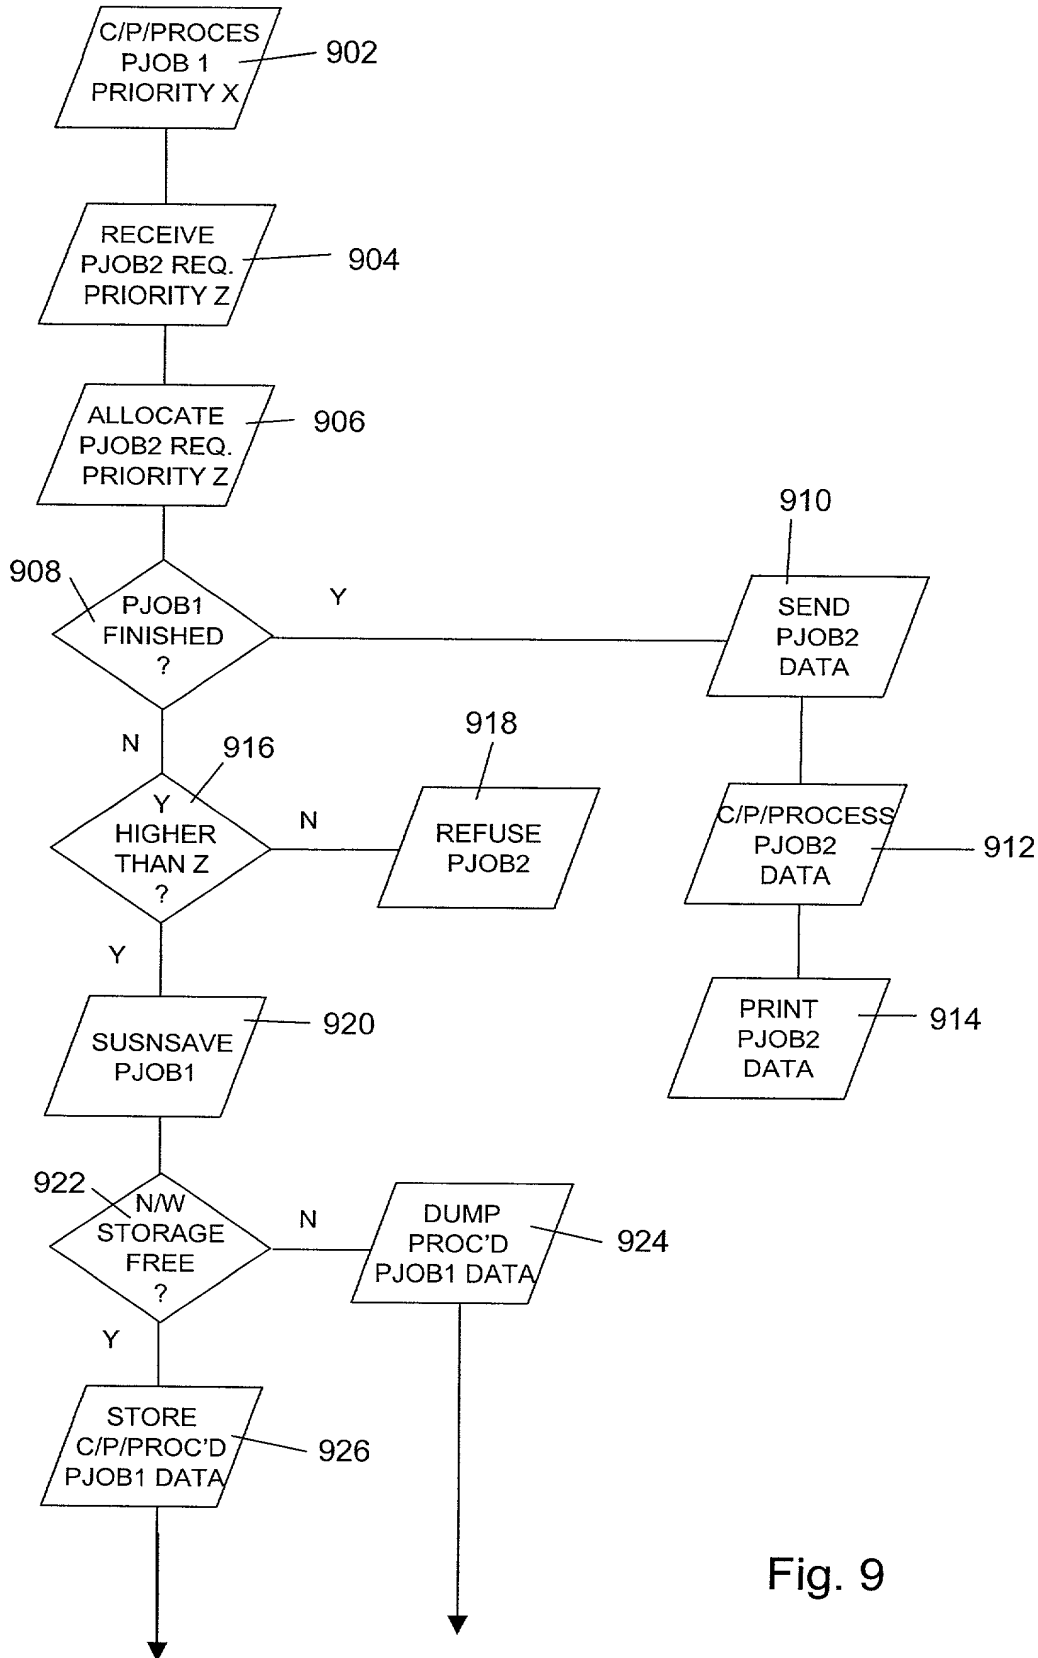 C/P/PROCES
PJOB 1
PRIORITY X
902
RECEIVE
PJOB2 REQ.
PRIORITY Z
904
ALLOCATE
PJOB2 REQ.
PRIORITY Z
906
908
PJOB1
FINISHED
?
Y
910
SEND
PJOB2
DATA
N
916
Y
HIGHER
THAN Z
?
N
918
REFUSE
PJOB2
C/P/PROCESS
PJOB2
DATA
912
Y
SUSNSAVE
PJOB1
920
PRINT
PJOB2
DATA
914
922
N/W
STORAGE
FREE
?
N
DUMP
PROC'D
PJOB1 DATA
924
Y
STORE
C/P/PROC'D
PJOB1 DATA
926
Fig. 9